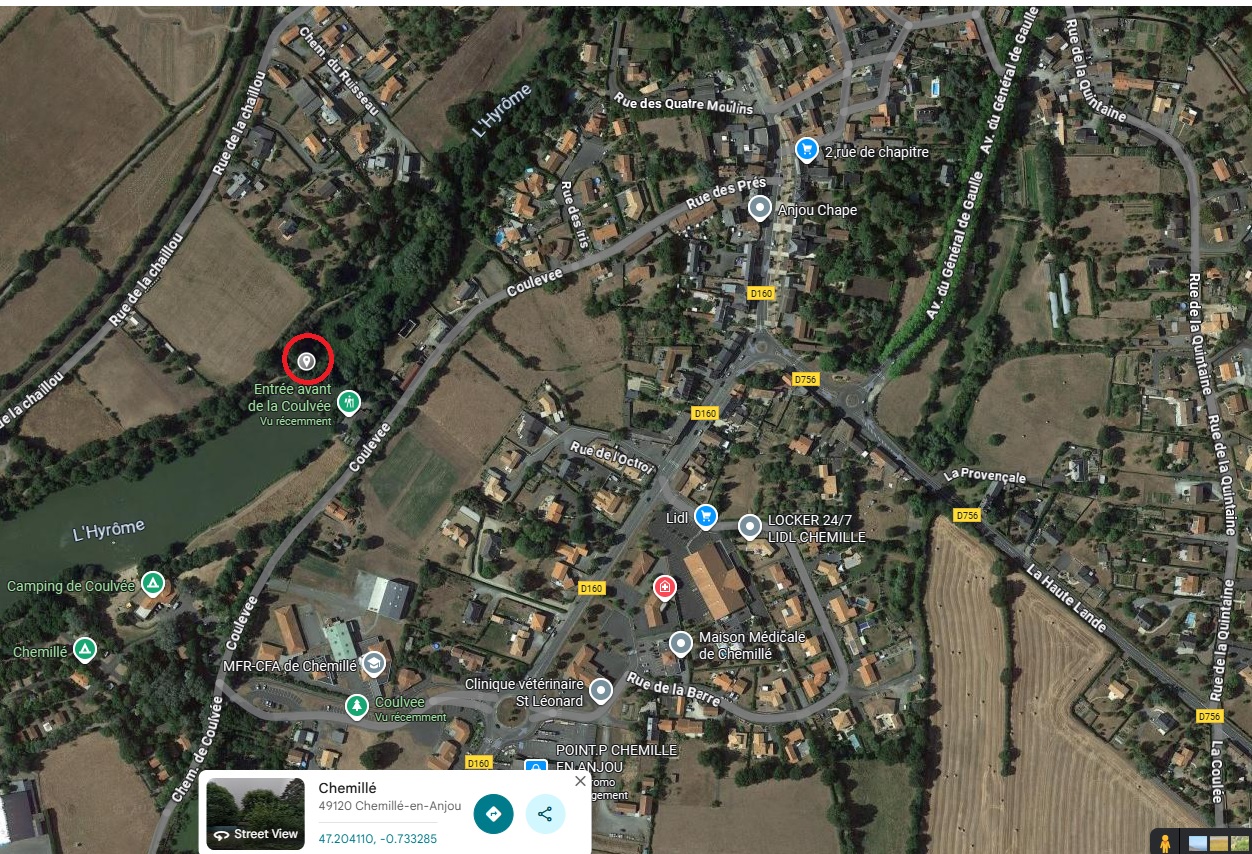 Chem. du Ruisseau
Rue de la chaillou
L'Hyrôme
Rue des Quatre Moulins
Av. du Général de Gaulle
Rue de la Quintaine
2,rue de chapitre
Rue des Prés
Rue des Iris
Anjou Chape
Av. du Général de Gaulle
Rue de la chaillou
Coulevee
D160
Rue de la Quintaine
D756
Entrée avant
de la Coulvée
Vu récemment
de la chaillou
D160
Coulevee
Rue de l'Octroi
La Provençale
Rue de la Quintaine
D756
Lidl
LOCKER 24/7
LIDL CHEMILLE
L'Hyrôme
Camping de Coulvée
D160
La Haute Lande
Coulevee
Rue de la Quintaine
Chemillé
MFR-CFA de Chemillé
Maison Médicale
de Chemillé
Clinique vétérinaire
St Léonard
Rue de la Barre
Coulvee
Vu récemment
D756
Chem. de Coulvée
La Coulée
D160
POINT.P CHEMILLE
EN ANJOU
Chemillé
49120 Chemillé-en-Anjou
47.204110, -0.733285
Street View